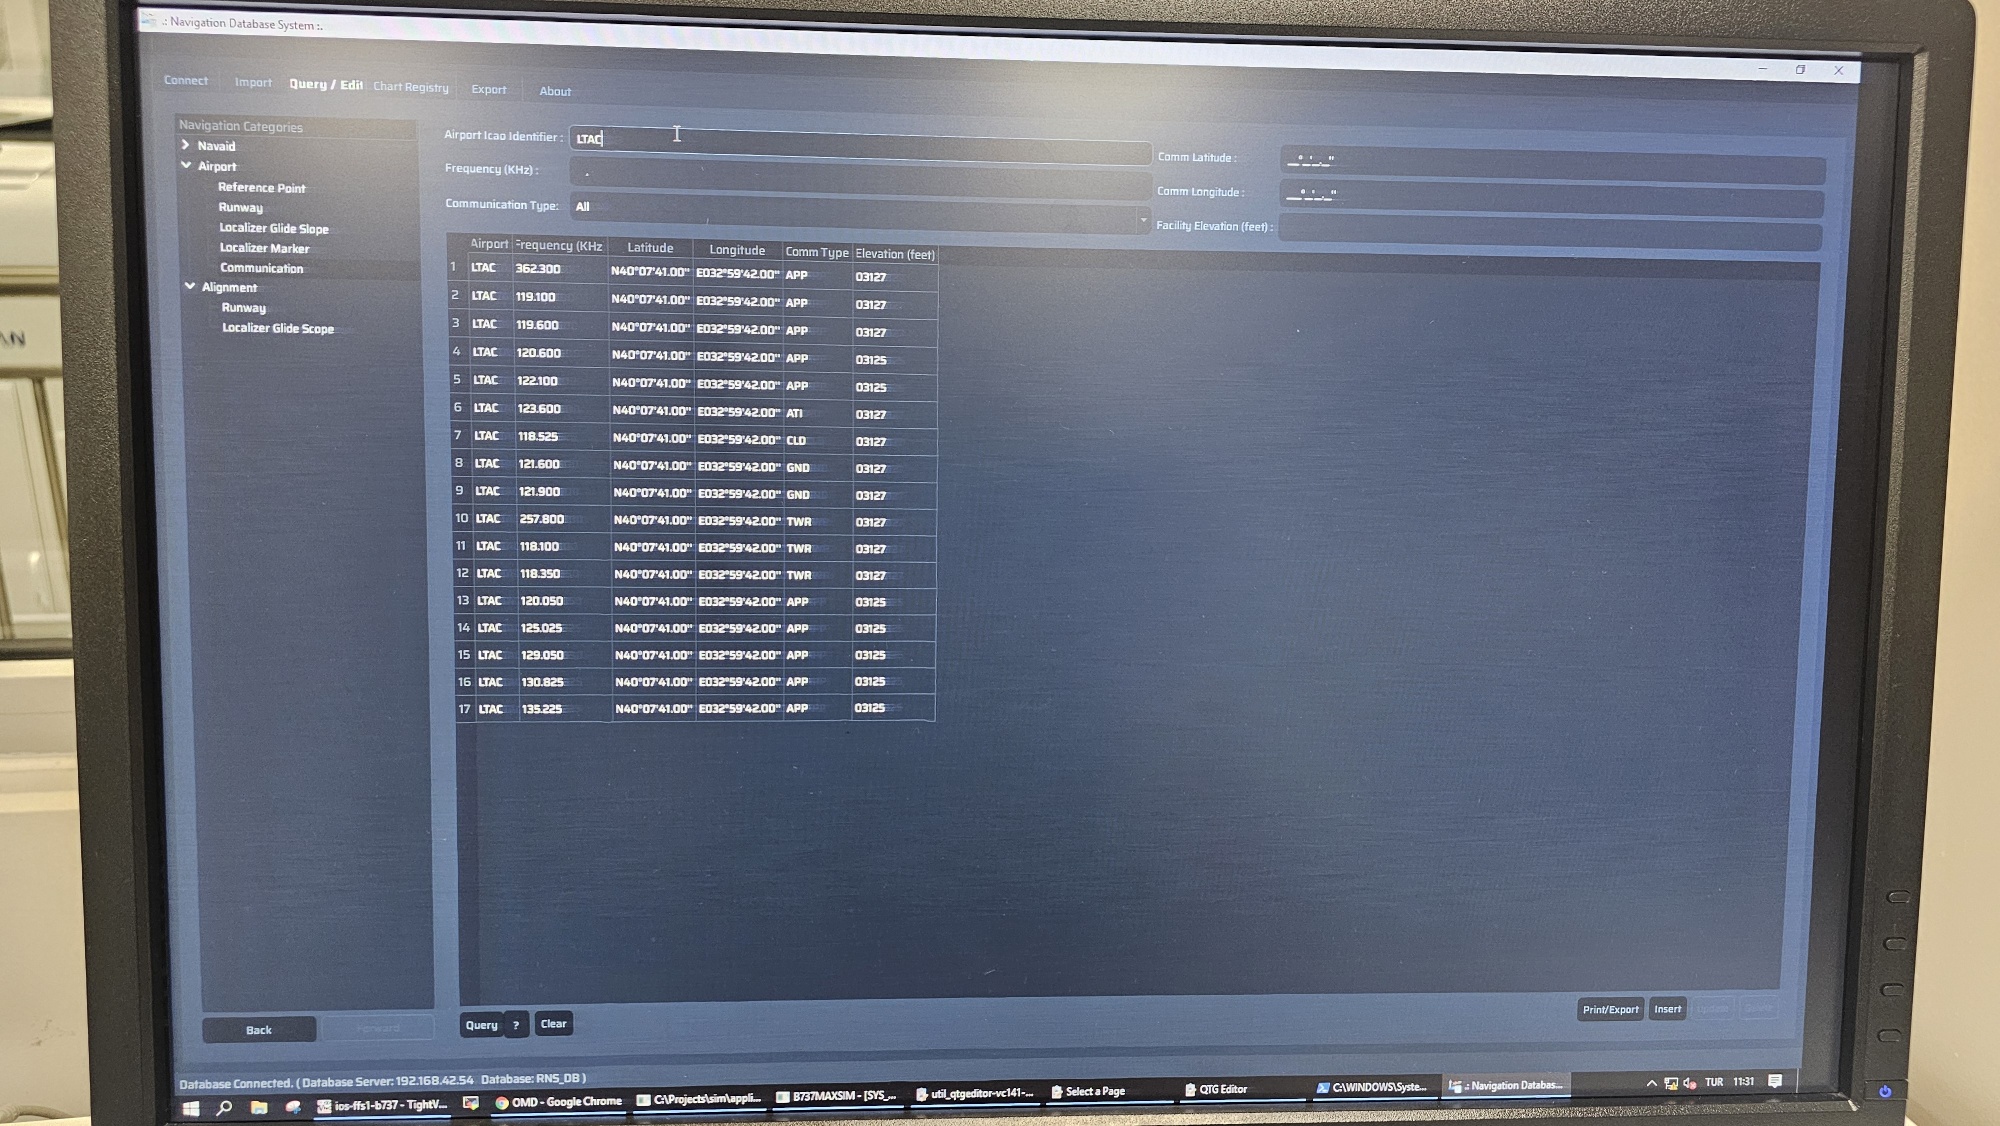 .: Navigation Database System :.
Connect Import Query / Edit Chart Registry Export About
Navigation Categories
Navaid
Airport
Reference Point
Runway
Localizer Glide Slope
Localizer Marker
Communication
Alignment
Runway
Localizer Glide Scope
Airport Icao Identifier : LTAC
Frequency (KHz) : .
Communication Type: All
Comm Latitude : __°__'__.__"
Comm Longitude : ___°__'__.__"
Facility Elevation (feet) :
Airport Frequency (KHz Latitude Longitude Comm Type Elevation (feet)
1 LTAC 362.300 N40°07'41.00" E032°59'42.00" APP 03127
2 LTAC 119.100 N40°07'41.00" E032°59'42.00" APP 03127
3 LTAC 119.600 N40°07'41.00" E032°59'42.00" APP 03127
4 LTAC 120.600 N40°07'41.00" E032°59'42.00" APP 03125
5 LTAC 122.100 N40°07'41.00" E032°59'42.00" APP 03125
6 LTAC 123.600 N40°07'41.00" E032°59'42.00" ATI 03127
7 LTAC 118.525 N40°07'41.00" E032°59'42.00" CLD 03127
8 LTAC 121.600 N40°07'41.00" E032°59'42.00" GND 03127
9 LTAC 121.900 N40°07'41.00" E032°59'42.00" GND 03127
10 LTAC 257.800 N40°07'41.00" E032°59'42.00" TWR 03127
11 LTAC 118.100 N40°07'41.00" E032°59'42.00" TWR 03127
12 LTAC 118.350 N40°07'41.00" E032°59'42.00" TWR 03127
13 LTAC 120.050 N40°07'41.00" E032°59'42.00" APP 03125
14 LTAC 125.025 N40°07'41.00" E032°59'42.00" APP 03125
15 LTAC 129.050 N40°07'41.00" E032°59'42.00" APP 03125
16 LTAC 130.825 N40°07'41.00" E032°59'42.00" APP 03125
17 LTAC 135.225 N40°07'41.00" E032°59'42.00" APP 03125
Back Forward
Query ? Clear
Print/Export Insert
Database Connected. ( Database Server: 192.168.42.54 Database: RNS_DB )
ios-ffs1-b737 - TightV... OMD - Google Chrome C:\Projects\sim\appli... B737MAXSIM - [SYS_... util_qtgeditor-vc141-... Select a Page QTG Editor C:\WINDOWS\Syste... .: Navigation Databas... TUR 11:31